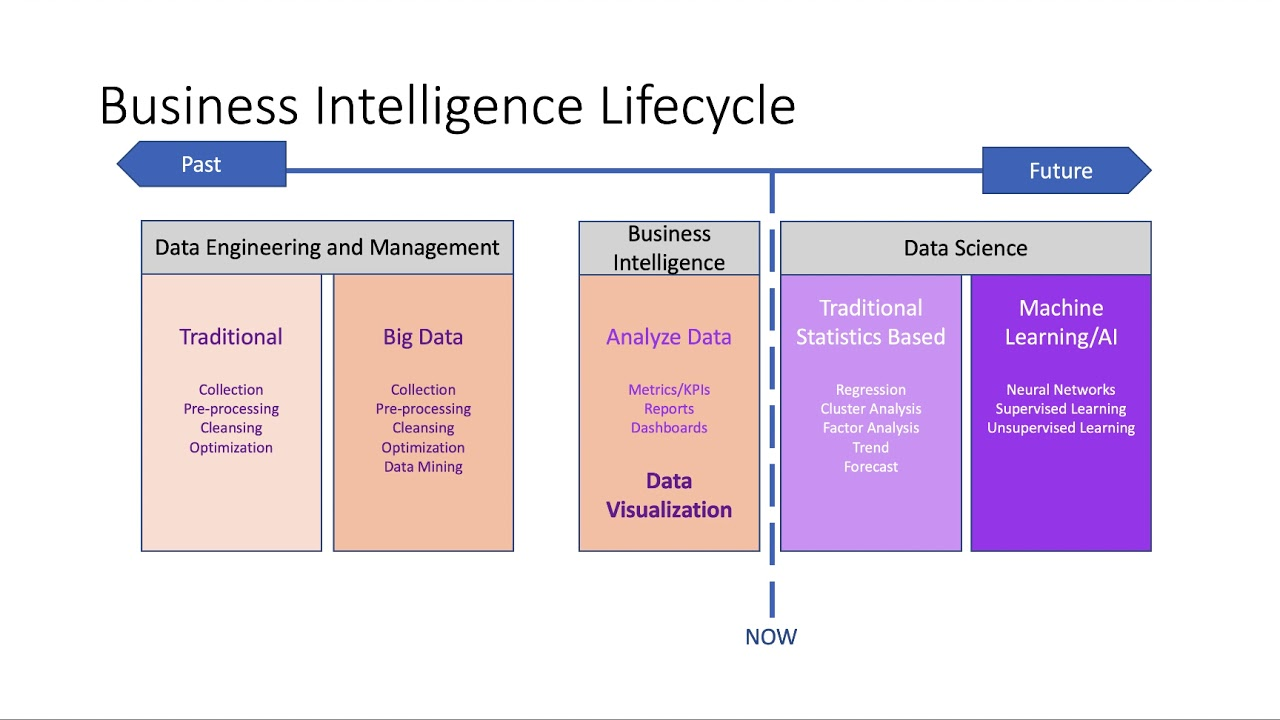 Business Intelligence Lifecycle
Past
Future
Data Engineering and Management
Business
Intelligence
Data Science
Traditional
Collection
Pre-processing
Cleansing
Optimization
Big Data
Collection
Pre-processing
Cleansing
Optimization
Data Mining
Analyze Data
Metrics/KPIs
Reports
Dashboards
Data
Visualization
Traditional
Statistics Based
Regression
Cluster Analysis
Factor Analysis
Trend
Forecast
Machine
Learning/AI
Neural Networks
Supervised Learning
Unsupervised Learning
NOW